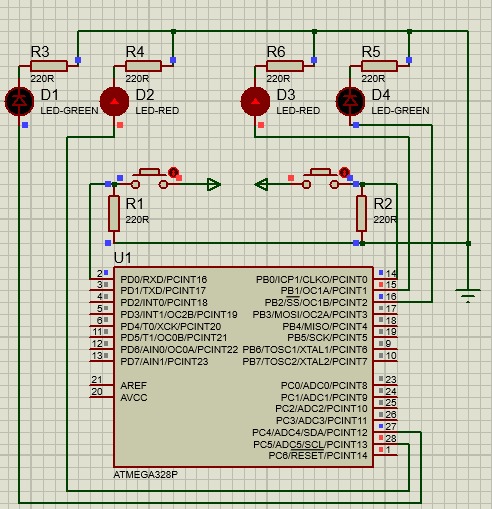 R3 R4 R6 R5
220R 220R 220R 220R
D1 D2 D3 D4
LED-GREEN LED-RED LED-RED LED-GREEN
R1 R2
220R 220R
U1
2 PD0/RXD/PCINT16 PB0/ICP1/CLKO/PCINT0 14
3 PD1/TXD/PCINT17 PB1/OC1A/PCINT1 15
4 PD2/INT0/PCINT18 PB2/SS/OC1B/PCINT2 16
5 PD3/INT1/OC2B/PCINT19 PB3/MOSI/OC2A/PCINT3 17
6 PD4/T0/XCK/PCINT20 PB4/MISO/PCINT4 18
11 PD5/T1/OC0B/PCINT21 PB5/SCK/PCINT5 19
12 PD6/AIN0/OC0A/PCINT22 PB6/TOSC1/XTAL1/PCINT6 9
13 PD7/AIN1/PCINT23 PB7/TOSC2/XTAL2/PCINT7 10
21 AREF PC0/ADC0/PCINT8 23
20 AVCC PC1/ADC1/PCINT9 24
PC2/ADC2/PCINT10 25
PC3/ADC3/PCINT11 26
PC4/ADC4/SDA/PCINT12 27
PC5/ADC5/SCL/PCINT13 28
PC6/RESET/PCINT14 1
ATMEGA328P